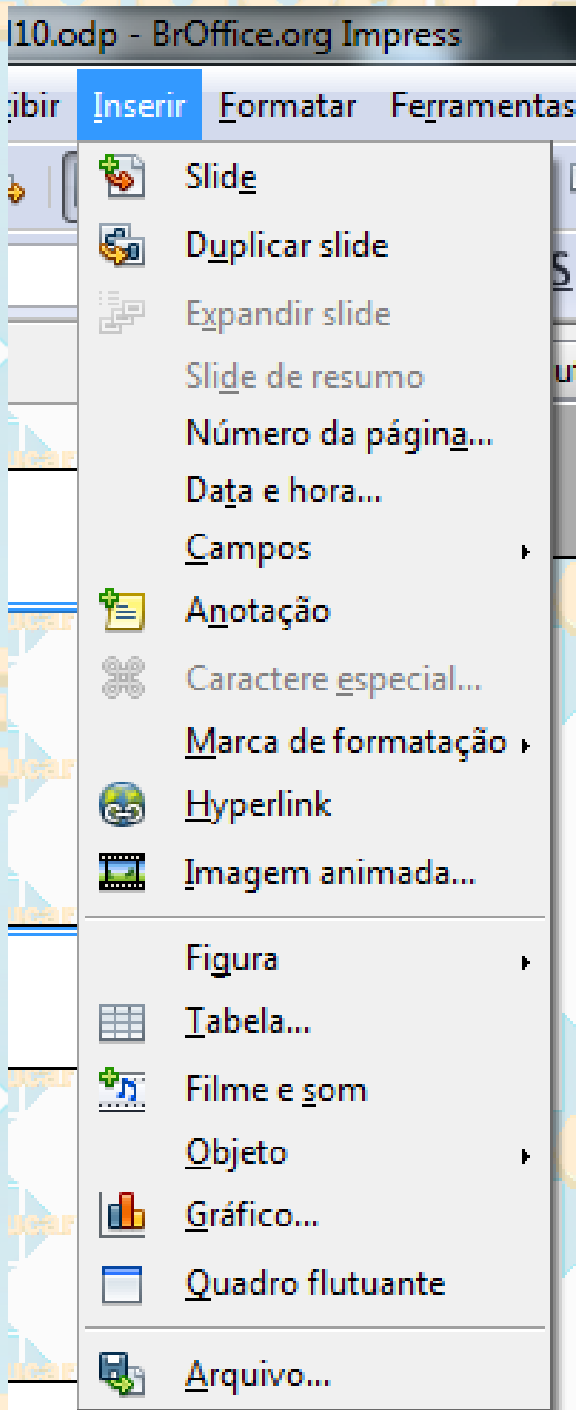 l10.odp - BrOffice.org Impress
ibir Inserir Formatar Ferramentas
Slide
Duplicar slide
Expandir slide
Slide de resumo
Número da página...
Data e hora...
Campos
Anotação
Caractere especial...
Marca de formatação
Hyperlink
Imagem animada...
Figura
Tabela...
Filme e som
Objeto
Gráfico...
Quadro flutuante
Arquivo...